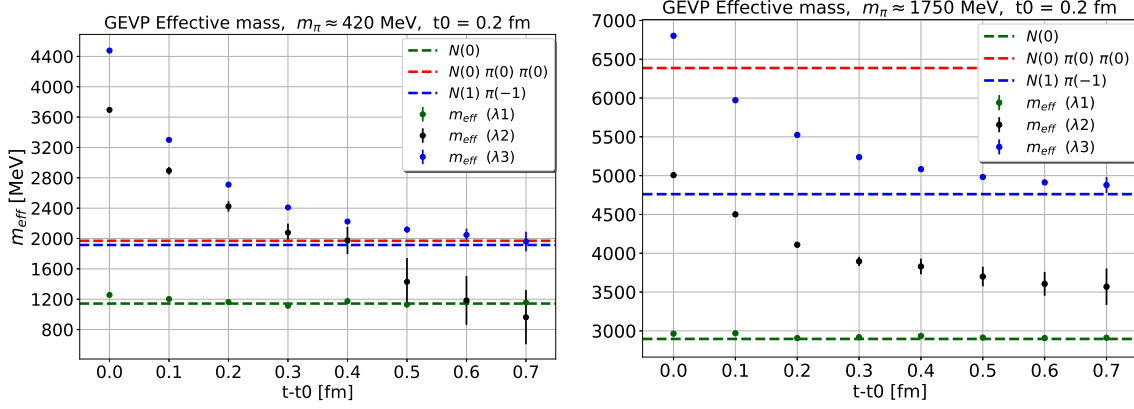 GEVP Effective mass, mπ ≈ 420 MeV, t0 = 0.2 fm
N(0)
N(0) π(0) π(0)
N(1) π(−1)
meff (λ1)
meff (λ2)
meff (λ3)
meff [MeV]
4400
4000
3600
3200
2800
2400
2000
1600
1200
800
0.0 0.1 0.2 0.3 0.4 0.5 0.6 0.7
t-t0 [fm]
GEVP Effective mass, mπ ≈ 1750 MeV, t0 = 0.2 fm
N(0)
N(0) π(0) π(0)
N(1) π(−1)
meff (λ1)
meff (λ2)
meff (λ3)
7000
6500
6000
5500
5000
4500
4000
3500
3000
0.0 0.1 0.2 0.3 0.4 0.5 0.6 0.7
t-t0 [fm]